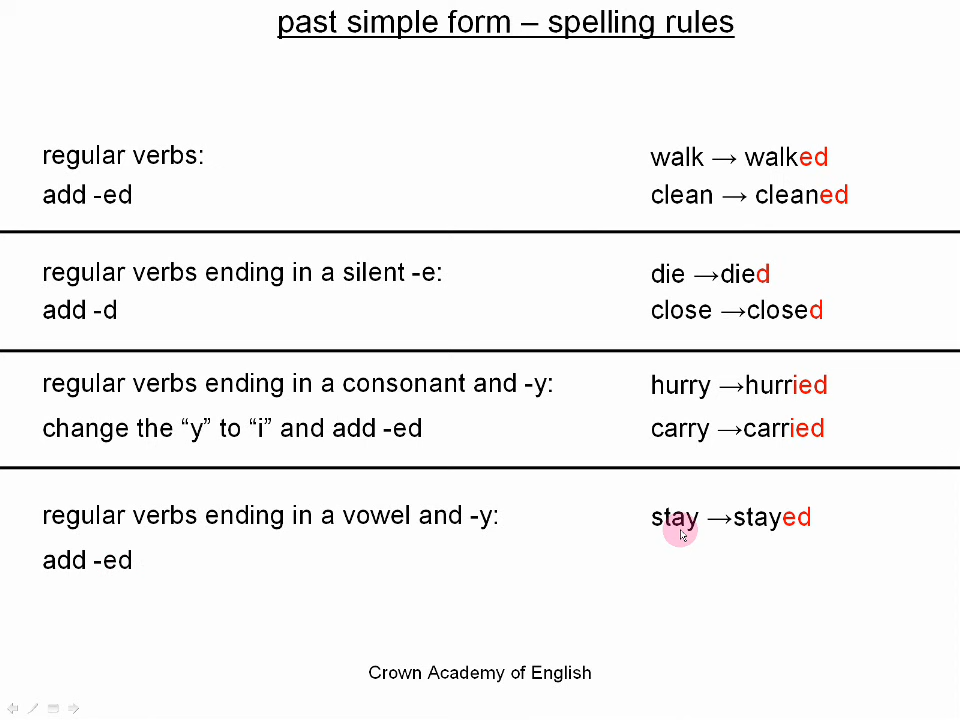 past simple form – spelling rules
regular verbs:
add -ed
walk → walked
clean → cleaned
regular verbs ending in a silent -e:
add -d
die →died
close →closed
regular verbs ending in a consonant and -y:
change the “y” to “i” and add -ed
hurry →hurried
carry →carried
regular verbs ending in a vowel and -y:
add -ed
stay →stayed
Crown Academy of English